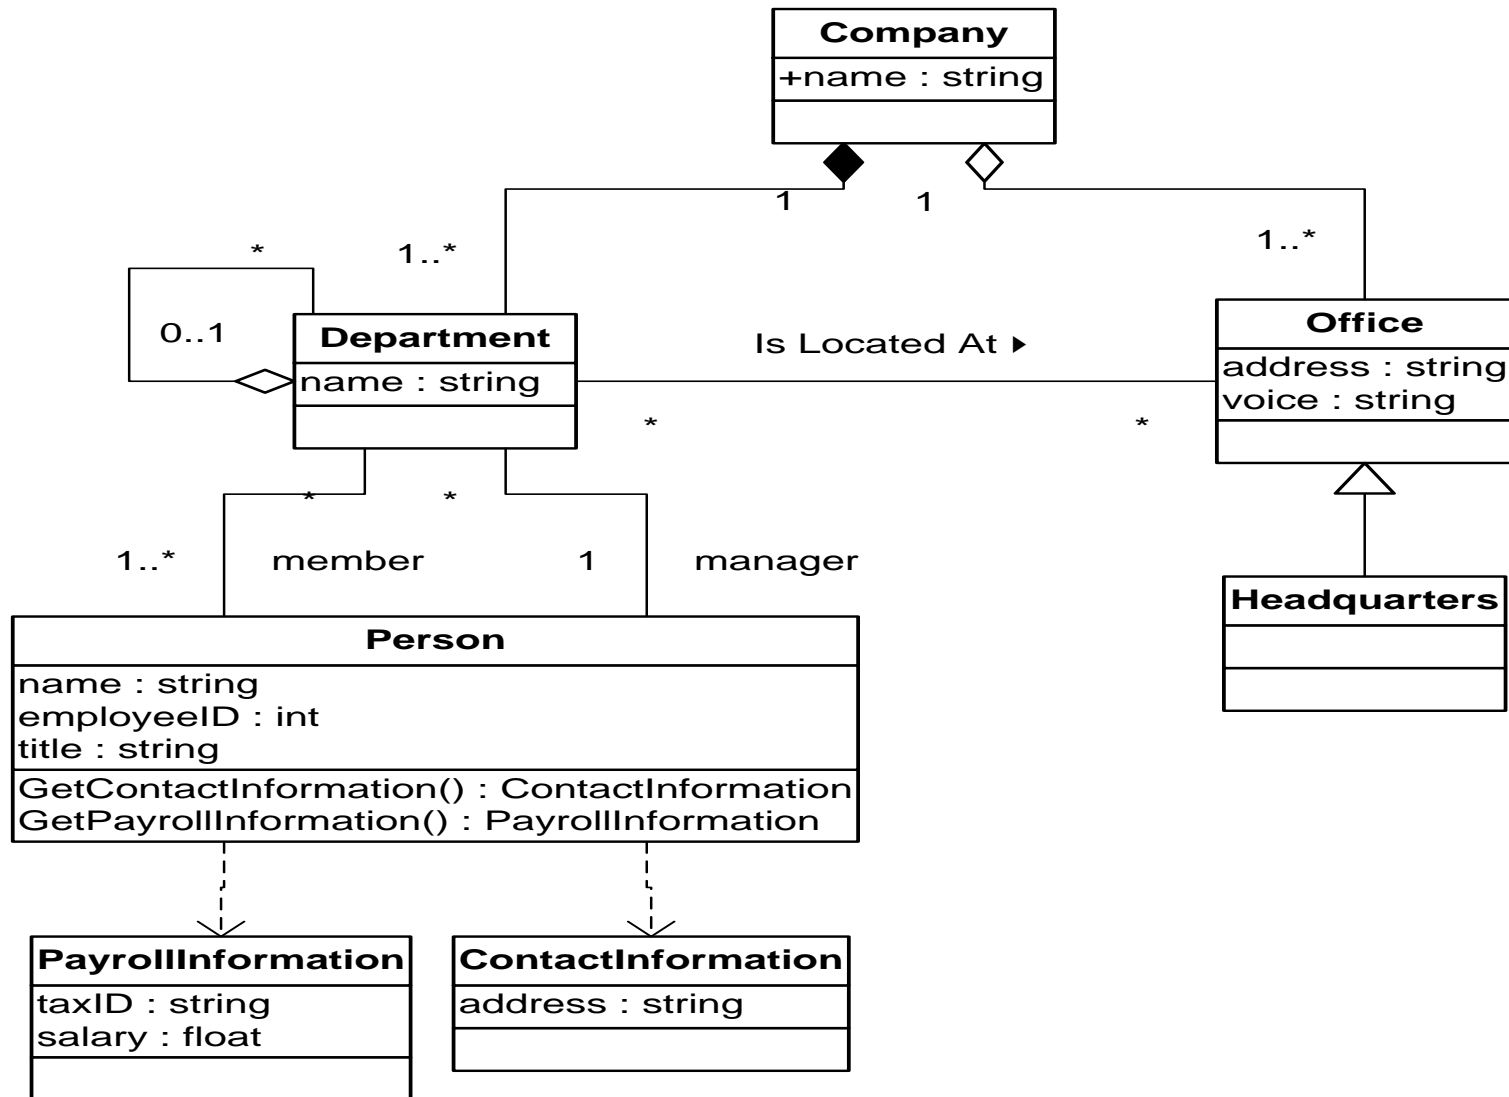 Company
+name : string
1
1
*
1..*
1..*
0..1
Department
name : string
Is Located At ▶
Office
address : string
voice : string
*
*
*
*
1..*
member
1
manager
Headquarters
Person
name : string
employeeID : int
title : string
GetContactInformation() : ContactInformation
GetPayrollInformation() : PayrollInformation
PayrollInformation
taxID : string
salary : float
ContactInformation
address : string